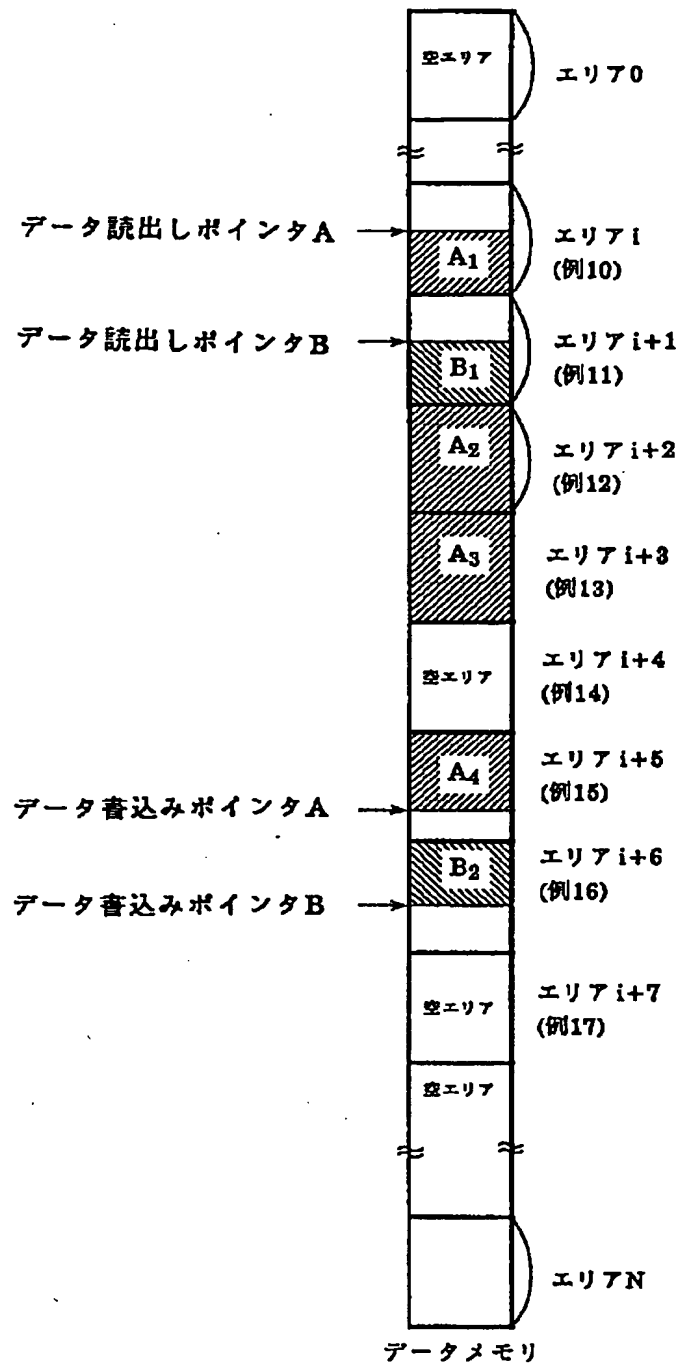 空エリア
エリア0
データ読出しポインタA
エリアi
A1
(例10)
データ読出しポインタB
エリアi+1
B1
(例11)
A2
エリアi+2
(例12)
A3
エリアi+3
(例13)
空エリア
エリアi+4
(例14)
A4
エリアi+5
(例15)
データ書込みポインタA
B2
エリアi+6
(例16)
データ書込みポインタB
空エリア
エリアi+7
(例17)
空エリア
エリアN
データメモリ